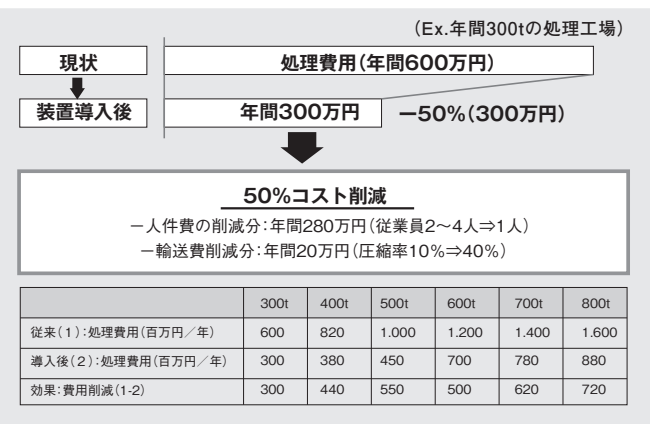 (Ex.年間300tの処理工場)
現状 処理費用(年間600万円)
装置導入後 年間300万円 −50%(300万円)
50%コスト削減
−人件費の削減分:年間280万円(従業員2〜4人⇒1人)
−輸送費削減分:年間20万円(圧縮率10%⇒40%)
300t 400t 500t 600t 700t 800t
従来(1):処理費用(百万円/年) 600 820 1.000 1.200 1.400 1.600
導入後(2):処理費用(百万円/年) 300 380 450 700 780 880
効果:費用削減(1-2) 300 440 550 500 620 720